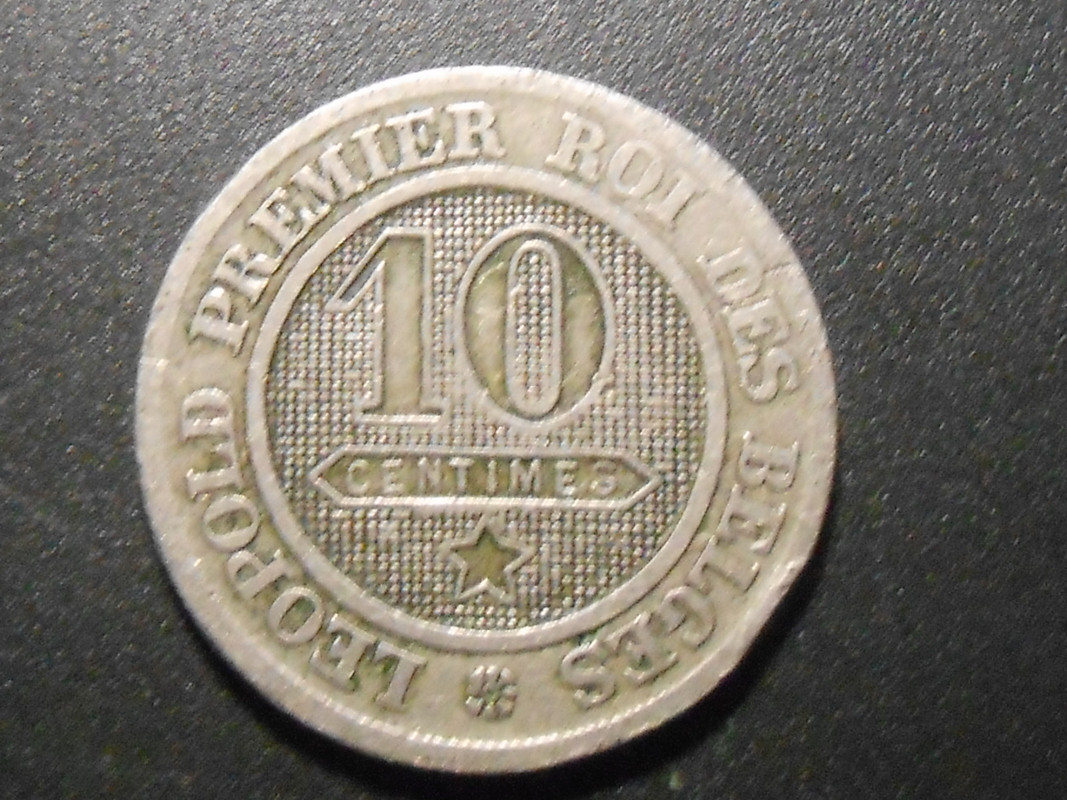 LEOPOLD PREMIER ROI DES BELGES
10
CENTIMES